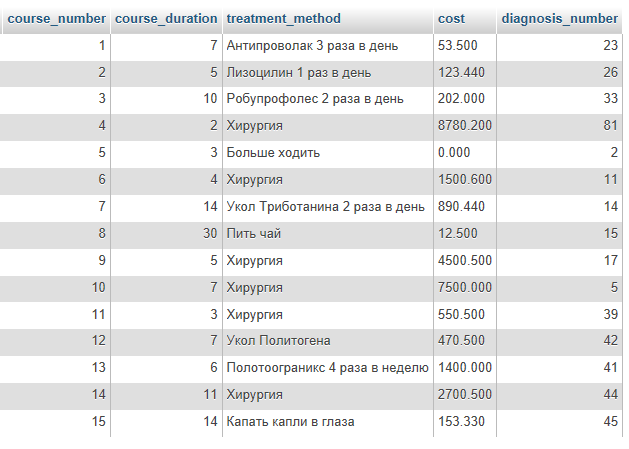 course_number course_duration treatment_method cost diagnosis_number
1 7 Антипроволак 3 раза в день 53.500 23
2 5 Лизоцилин 1 раз в день 123.440 26
3 10 Робупрофолес 2 раза в день 202.000 33
4 2 Хирургия 8780.200 81
5 3 Больше ходить 0.000 2
6 4 Хирургия 1500.600 11
7 14 Укол Триботанина 2 раза в день 890.440 14
8 30 Пить чай 12.500 15
9 5 Хирургия 4500.500 17
10 7 Хирургия 7500.000 5
11 3 Хирургия 550.500 39
12 7 Укол Политогена 470.500 42
13 6 Полотоограникс 4 раза в неделю 1400.000 41
14 11 Хирургия 2700.500 44
15 14 Капать капли в глаза 153.330 45